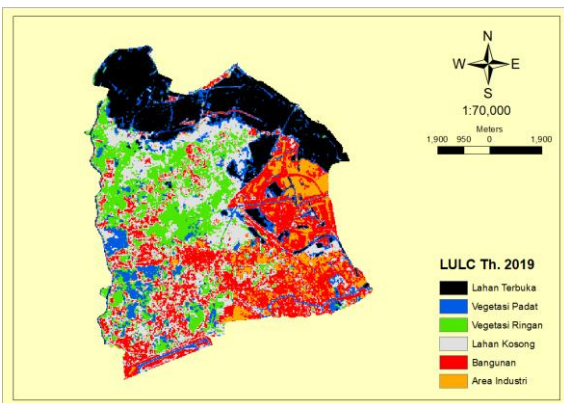 N
W E
S
1:70,000
Meters
1,900 950 0 1,900
LULC Th. 2019
Lahan Terbuka
Vegetasi Padat
Vegetasi Ringan
Lahan Kosong
Bangunan
Area Industri